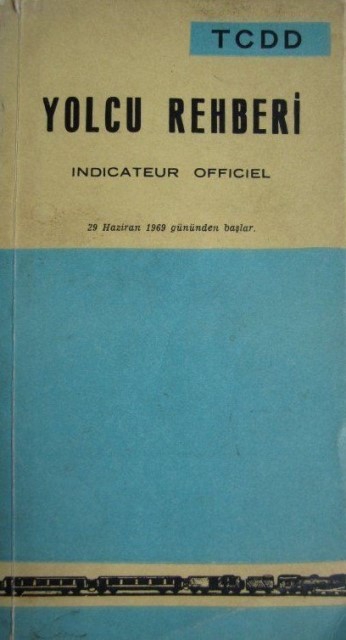 TCDD
YOLCU REHBERİ
INDICATEUR OFFICIEL
29 Haziran 1969 gününden başlar.